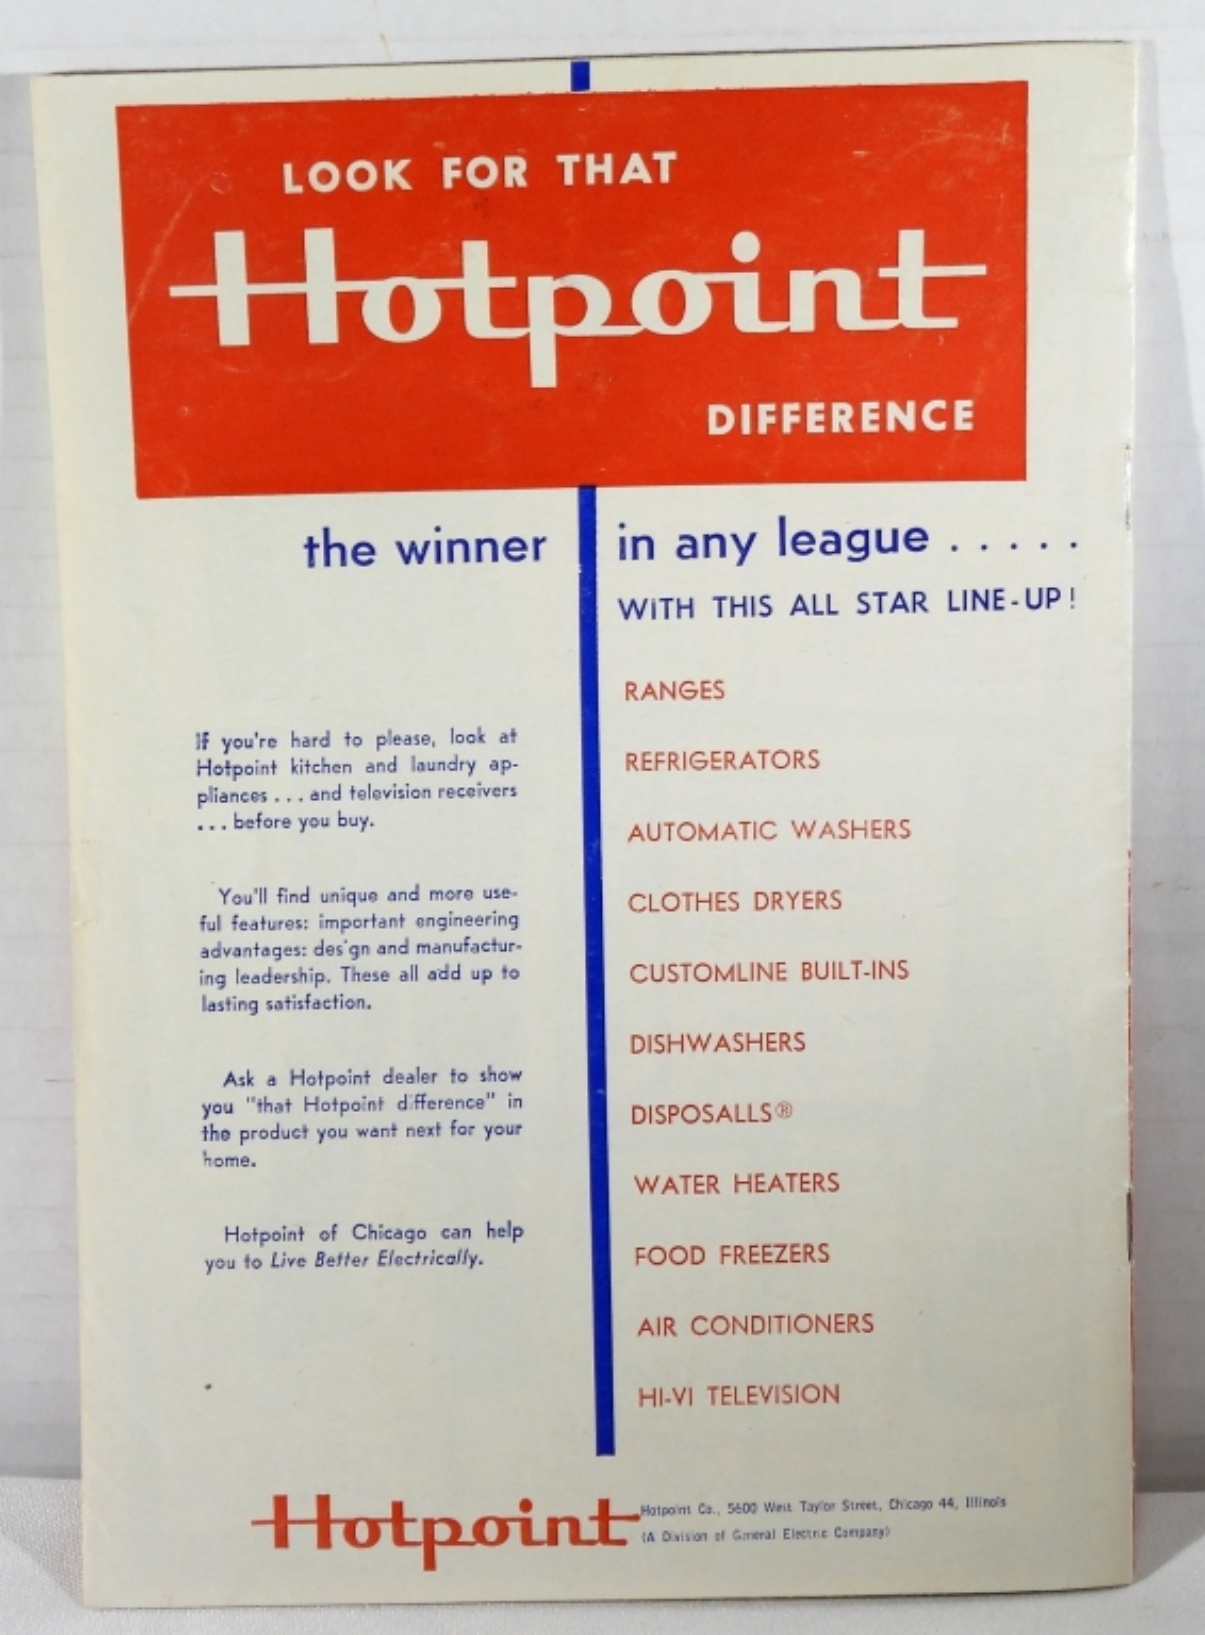 LOOK FOR THAT
Hotpoint
DIFFERENCE
the winner in any league . . . . .
WITH THIS ALL STAR LINE-UP!
If you're hard to please, look at
Hotpoint kitchen and laundry ap-
pliances . . . and television receivers
. . . before you buy.
You'll find unique and more use-
ful features: important engineering
advantages: design and manufactur-
ing leadership. These all add up to
lasting satisfaction.
Ask a Hotpoint dealer to show
you "that Hotpoint difference" in
the product you want next for your
home.
Hotpoint of Chicago can help
you to Live Better Electrically.
RANGES
REFRIGERATORS
AUTOMATIC WASHERS
CLOTHES DRYERS
CUSTOMLINE BUILT-INS
DISHWASHERS
DISPOSALLS®
WATER HEATERS
FOOD FREEZERS
AIR CONDITIONERS
HI-VI TELEVISION
Hotpoint
Hotpoint Co., 5600 West Taylor Street, Chicago 44, Illinois
(A Division of General Electric Company)